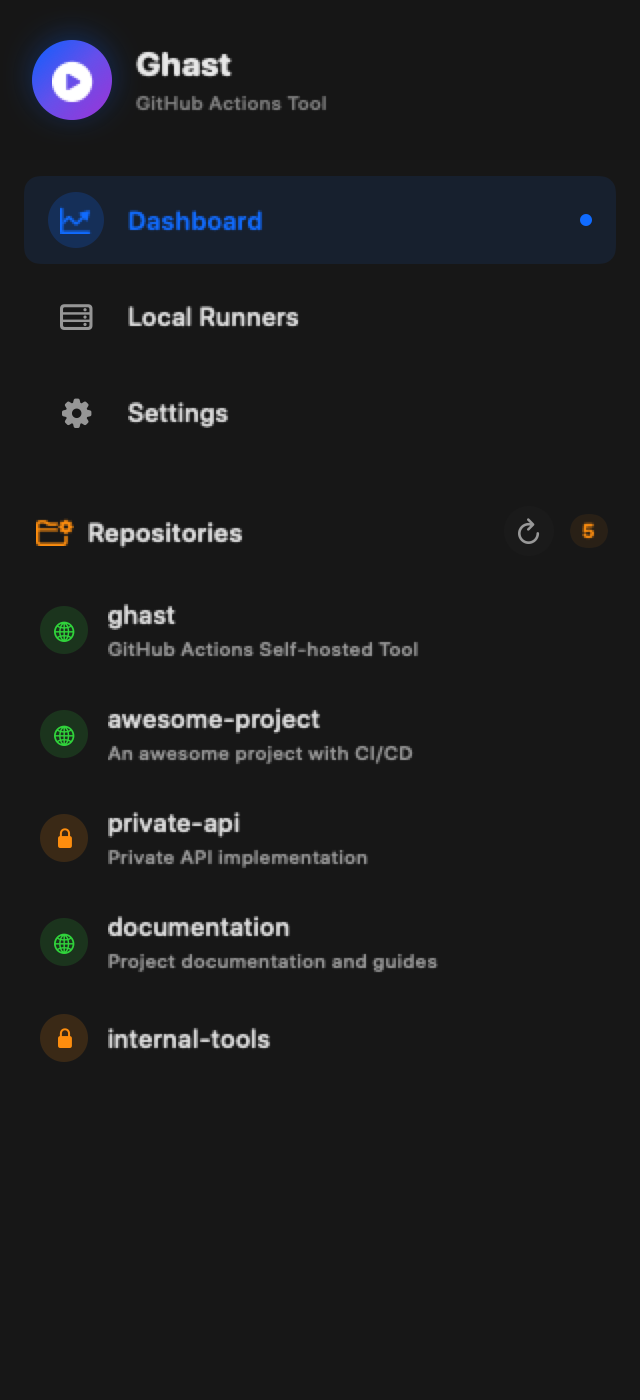 Ghast
GitHub Actions Tool
Dashboard
Local Runners
Settings
Repositories
5
ghast
GitHub Actions Self-hosted Tool
awesome-project
An awesome project with CI/CD
private-api
Private API implementation
documentation
Project documentation and guides
internal-tools